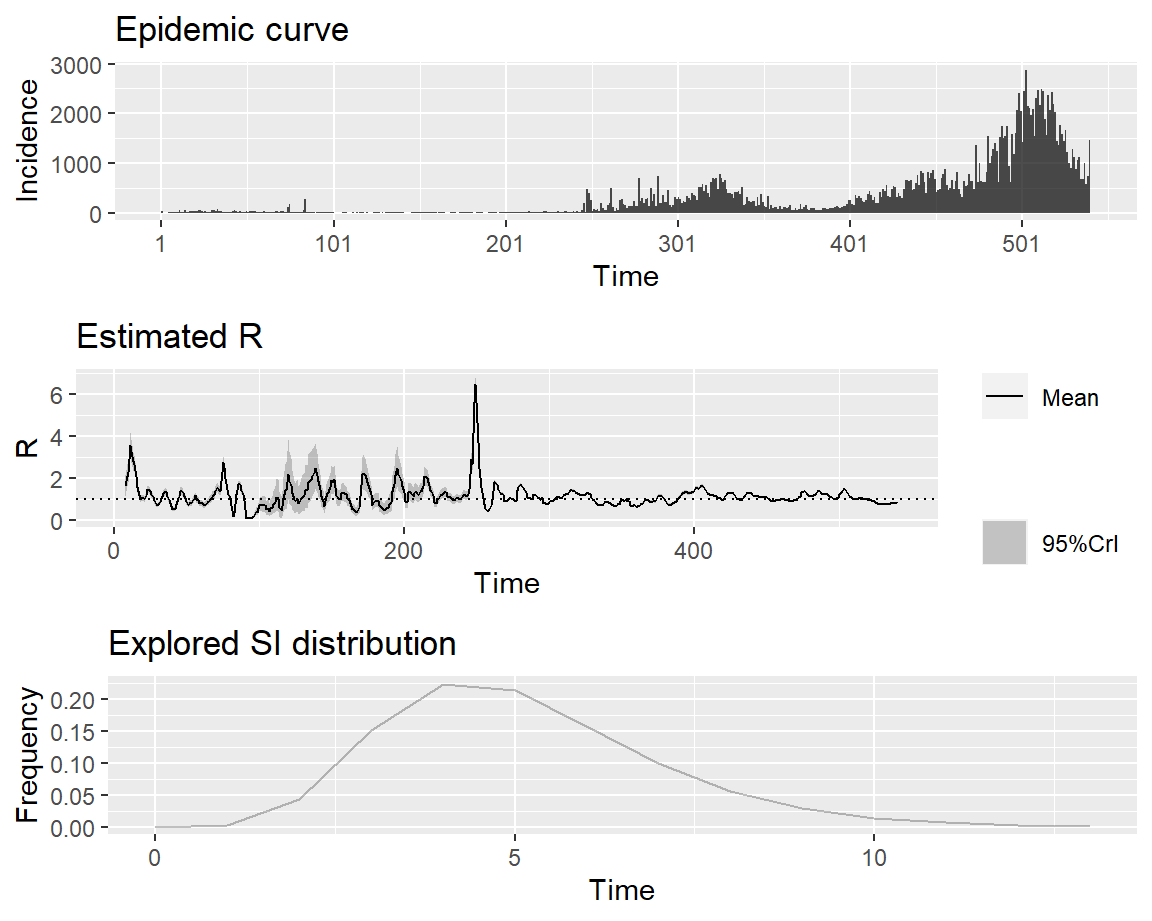 Epidemic curve
Incidence
3000
2000
1000
0
1 101 201 301 401 501
Time
Estimated R
R
6
4
2
0
0 200 400
Time
Mean
95%CrI
Explored SI distribution
Frequency
0.20
0.15
0.10
0.05
0.00
0 5 10
Time